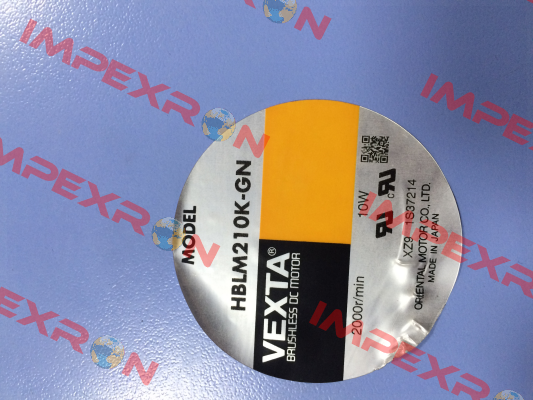 MODEL
HBLM210K-GN
VEXTA®
BRUSHLESS DC MOTOR
10W
2000r/min
XZ9 1S37214
ORIENTAL MOTOR CO., LTD.
MADE IN JAPAN
IMPEXRON
IMPEXRON
IMPEXRON
IMPEXRON
IMPEXRON
IMPEXRON